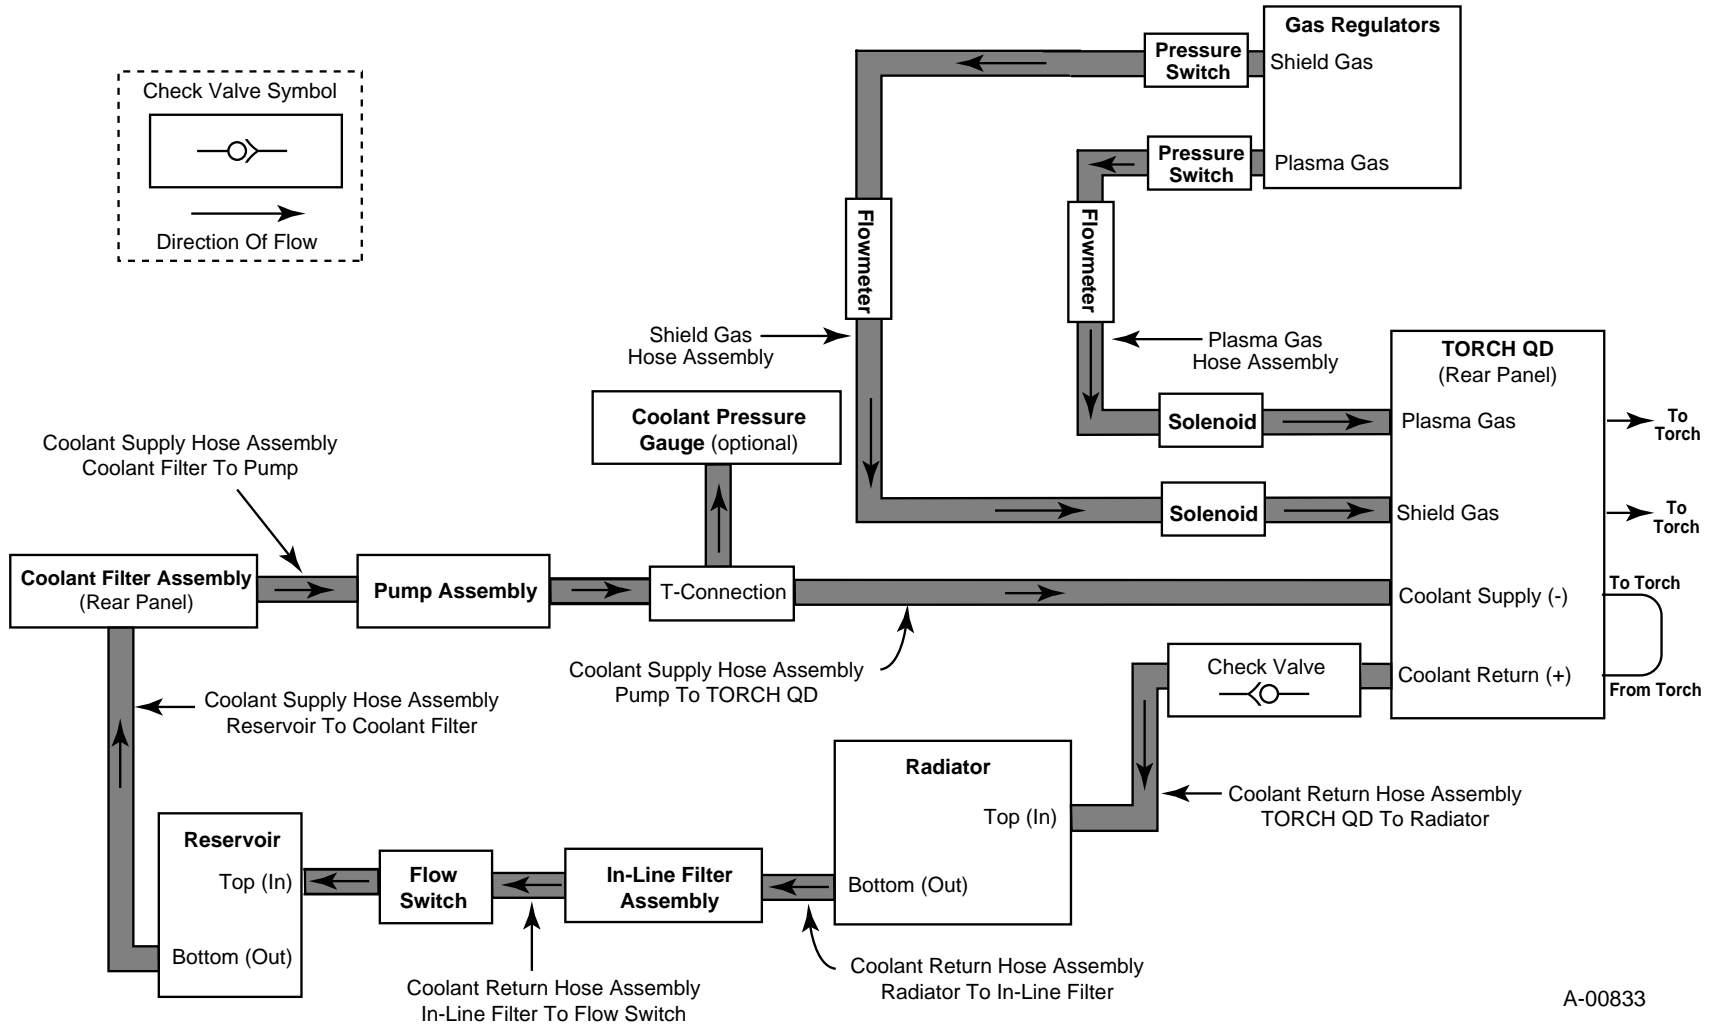 Check Valve Symbol
Direction Of Flow
Gas Regulators
Shield Gas
Plasma Gas
Pressure
Switch
Pressure
Switch
Flowmeter
Flowmeter
Shield Gas
Hose Assembly
Plasma Gas
Hose Assembly
TORCH QD
(Rear Panel)
Plasma Gas
Shield Gas
Coolant Supply (-)
Coolant Return (+)
To
Torch
To
Torch
To Torch
From Torch
Solenoid
Solenoid
Coolant Pressure
Gauge (optional)
Coolant Supply Hose Assembly
Coolant Filter To Pump
Coolant Filter Assembly
(Rear Panel)
Pump Assembly
T-Connection
Coolant Supply Hose Assembly
Pump To TORCH QD
Check Valve
Coolant Supply Hose Assembly
Reservoir To Coolant Filter
Radiator
Top (In)
Bottom (Out)
Coolant Return Hose Assembly
TORCH QD To Radiator
Reservoir
Top (In)
Bottom (Out)
Flow
Switch
In-Line Filter
Assembly
Coolant Return Hose Assembly
In-Line Filter To Flow Switch
Coolant Return Hose Assembly
Radiator To In-Line Filter
A-00833